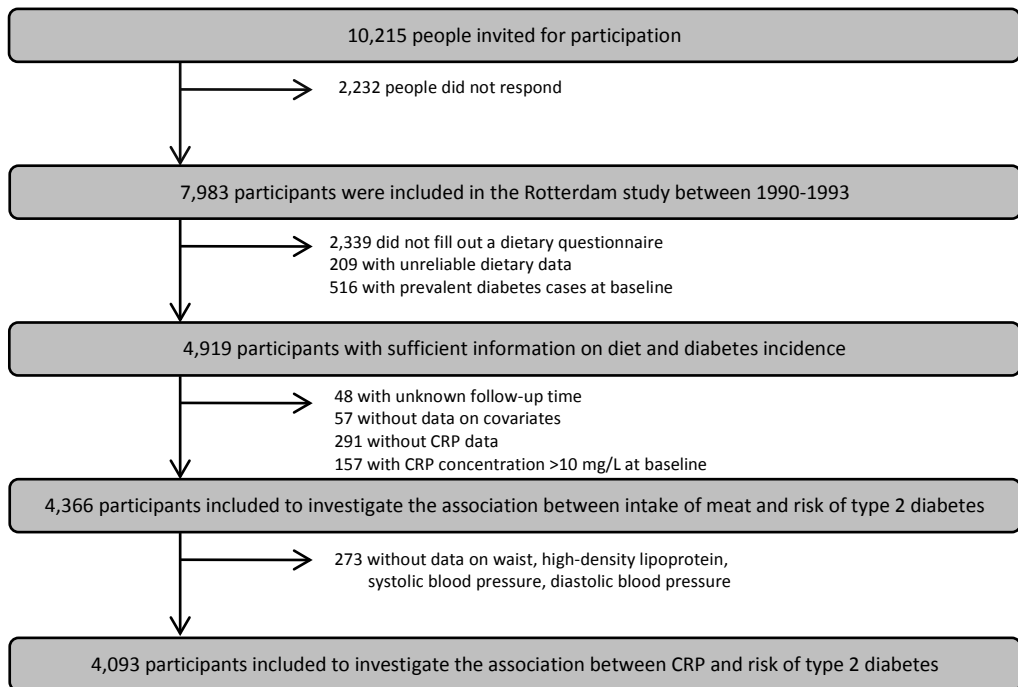 10,215 people invited for participation
2,232 people did not respond
7,983 participants were included in the Rotterdam study between 1990-1993
2,339 did not fill out a dietary questionnaire
209 with unreliable dietary data
516 with prevalent diabetes cases at baseline
4,919 participants with sufficient information on diet and diabetes incidence
48 with unknown follow-up time
57 without data on covariates
291 without CRP data
157 with CRP concentration >10 mg/L at baseline
4,366 participants included to investigate the association between intake of meat and risk of type 2 diabetes
273 without data on waist, high-density lipoprotein,
systolic blood pressure, diastolic blood pressure
4,093 participants included to investigate the association between CRP and risk of type 2 diabetes